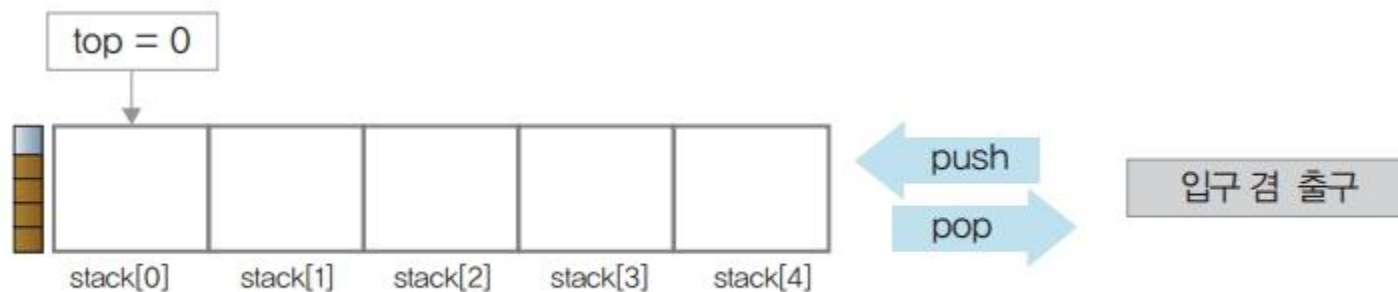 top = 0
push
pop
입구 겸 출구
stack[0] stack[1] stack[2] stack[3] stack[4]